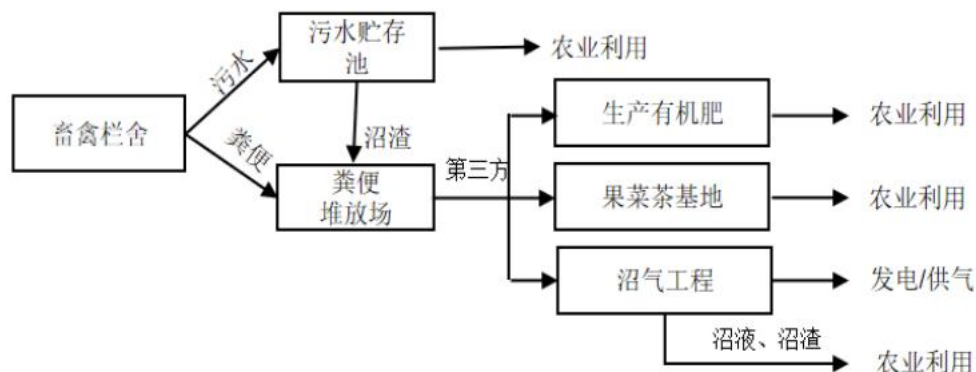 污水贮存
池
农业利用
污水
畜禽栏舍
粪便
沼渣
粪便
堆放场
第三方
生产有机肥
农业利用
果菜茶基地
农业利用
沼气工程
发电/供气
沼液、沼渣
农业利用